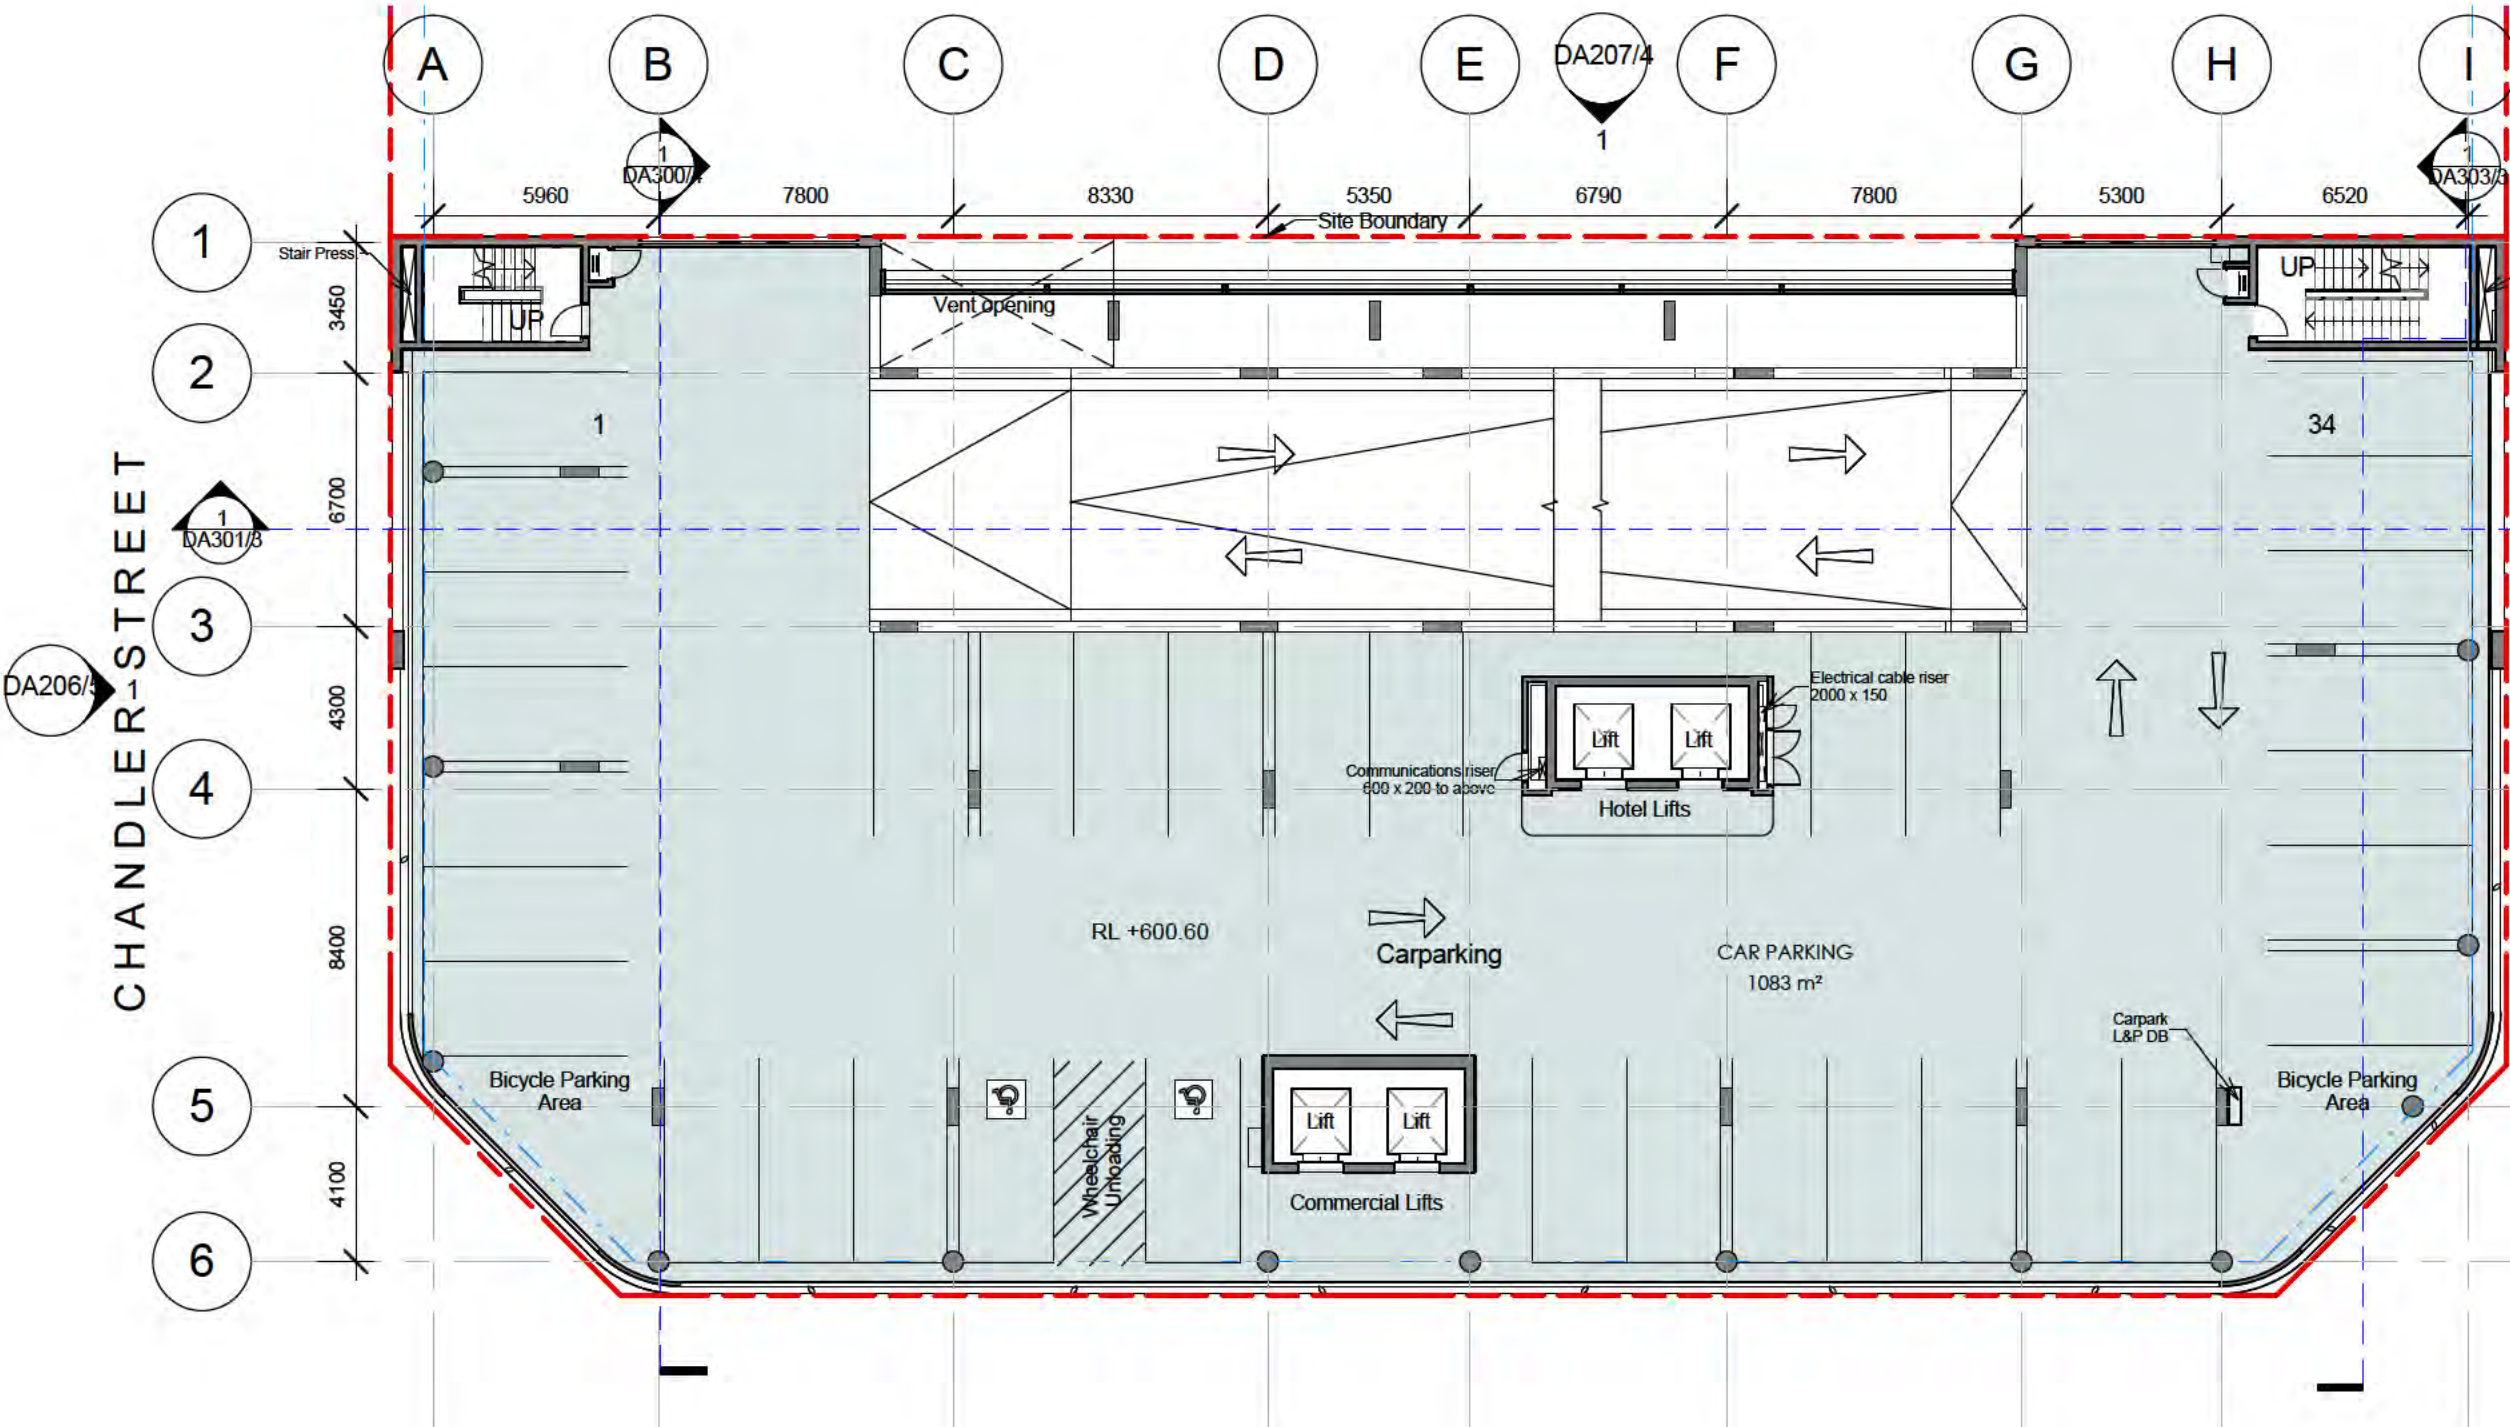 A
B
C
D
E
DA207/4
F
G
H
I
1
1
DA300/4
1
DA303/3
5960
7800
8330
5350
6790
7800
5300
6520
Site Boundary
1
Stair Press.
UP
Vent opening
UP
3450
2
1
34
6700
1
DA301/3
CHANDLER STREET
3
DA206/5
1
4300
Electrical cable riser
2000 x 150
Lift
Lift
Communications riser
600 x 200 to above
Hotel Lifts
4
8400
RL +600.60
Carparking
CAR PARKING
1083 m²
Carpark
L&P DB
Bicycle Parking
Area
Bicycle Parking
Area
5
Wheelchair
Unloading
Lift
Lift
Commercial Lifts
4100
6